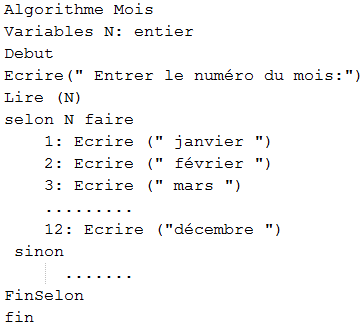 Algorithme Mois
Variables N: entier
Debut
Ecrire(" Entrer le numéro du mois:")
Lire (N)
selon N faire
1: Ecrire (" janvier ")
2: Ecrire (" février ")
3: Ecrire (" mars ")
.........
12: Ecrire ("décembre ")
sinon
.......
FinSelon
fin